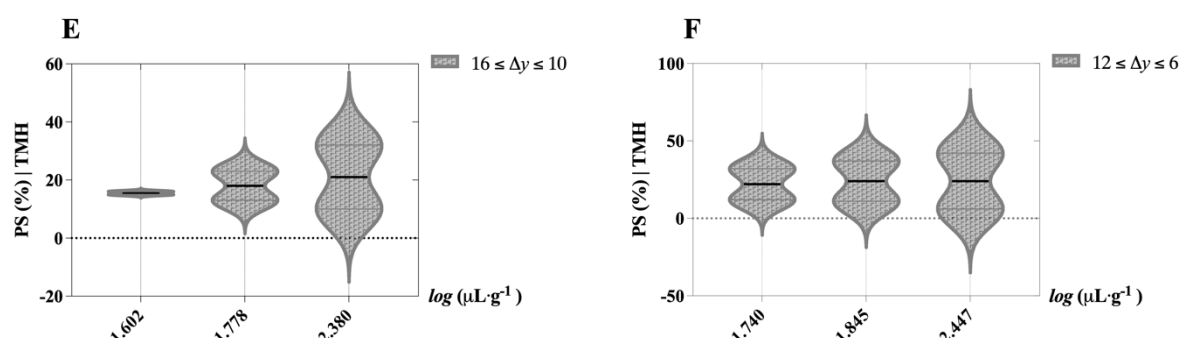 E
60
40
20
0
-20
PS (%) | TMH
16 ≤ Δy ≤ 10
log (μL·g⁻¹ )
1.602
1.778
2.380
F
100
50
0
-50
PS (%) | TMH
12 ≤ Δy ≤ 6
log (μL·g⁻¹ )
1.740
1.845
2.447